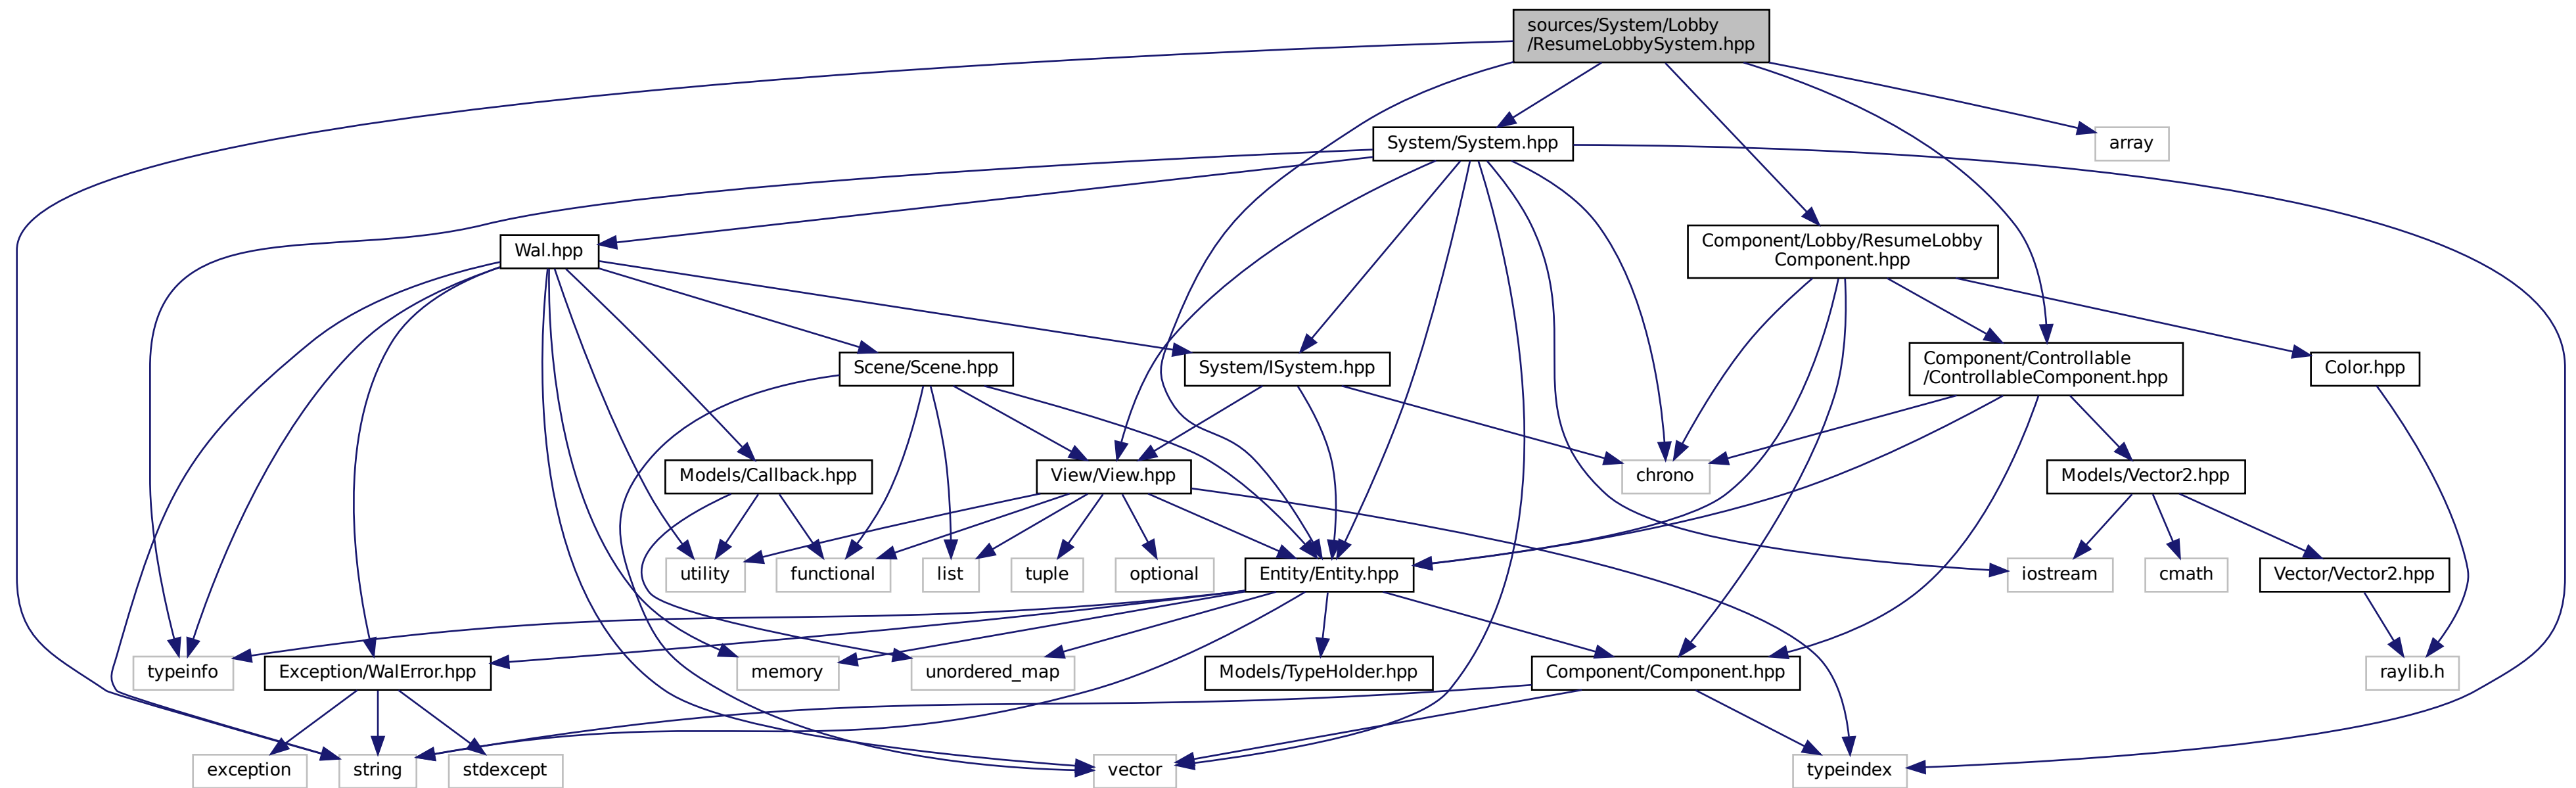 sources/System/Lobby
/ResumeLobbySystem.hpp
System/System.hpp
array
Wal.hpp
Component/Lobby/ResumeLobby
Component.hpp
Scene/Scene.hpp
System/ISystem.hpp
Component/Controllable
/ControllableComponent.hpp
Color.hpp
Models/Callback.hpp
View/View.hpp
chrono
Models/Vector2.hpp
utility
functional
list
tuple
optional
Entity/Entity.hpp
iostream
cmath
Vector/Vector2.hpp
typeinfo
Exception/WalError.hpp
memory
unordered_map
Models/TypeHolder.hpp
Component/Component.hpp
raylib.h
exception
string
stdexcept
vector
typeindex